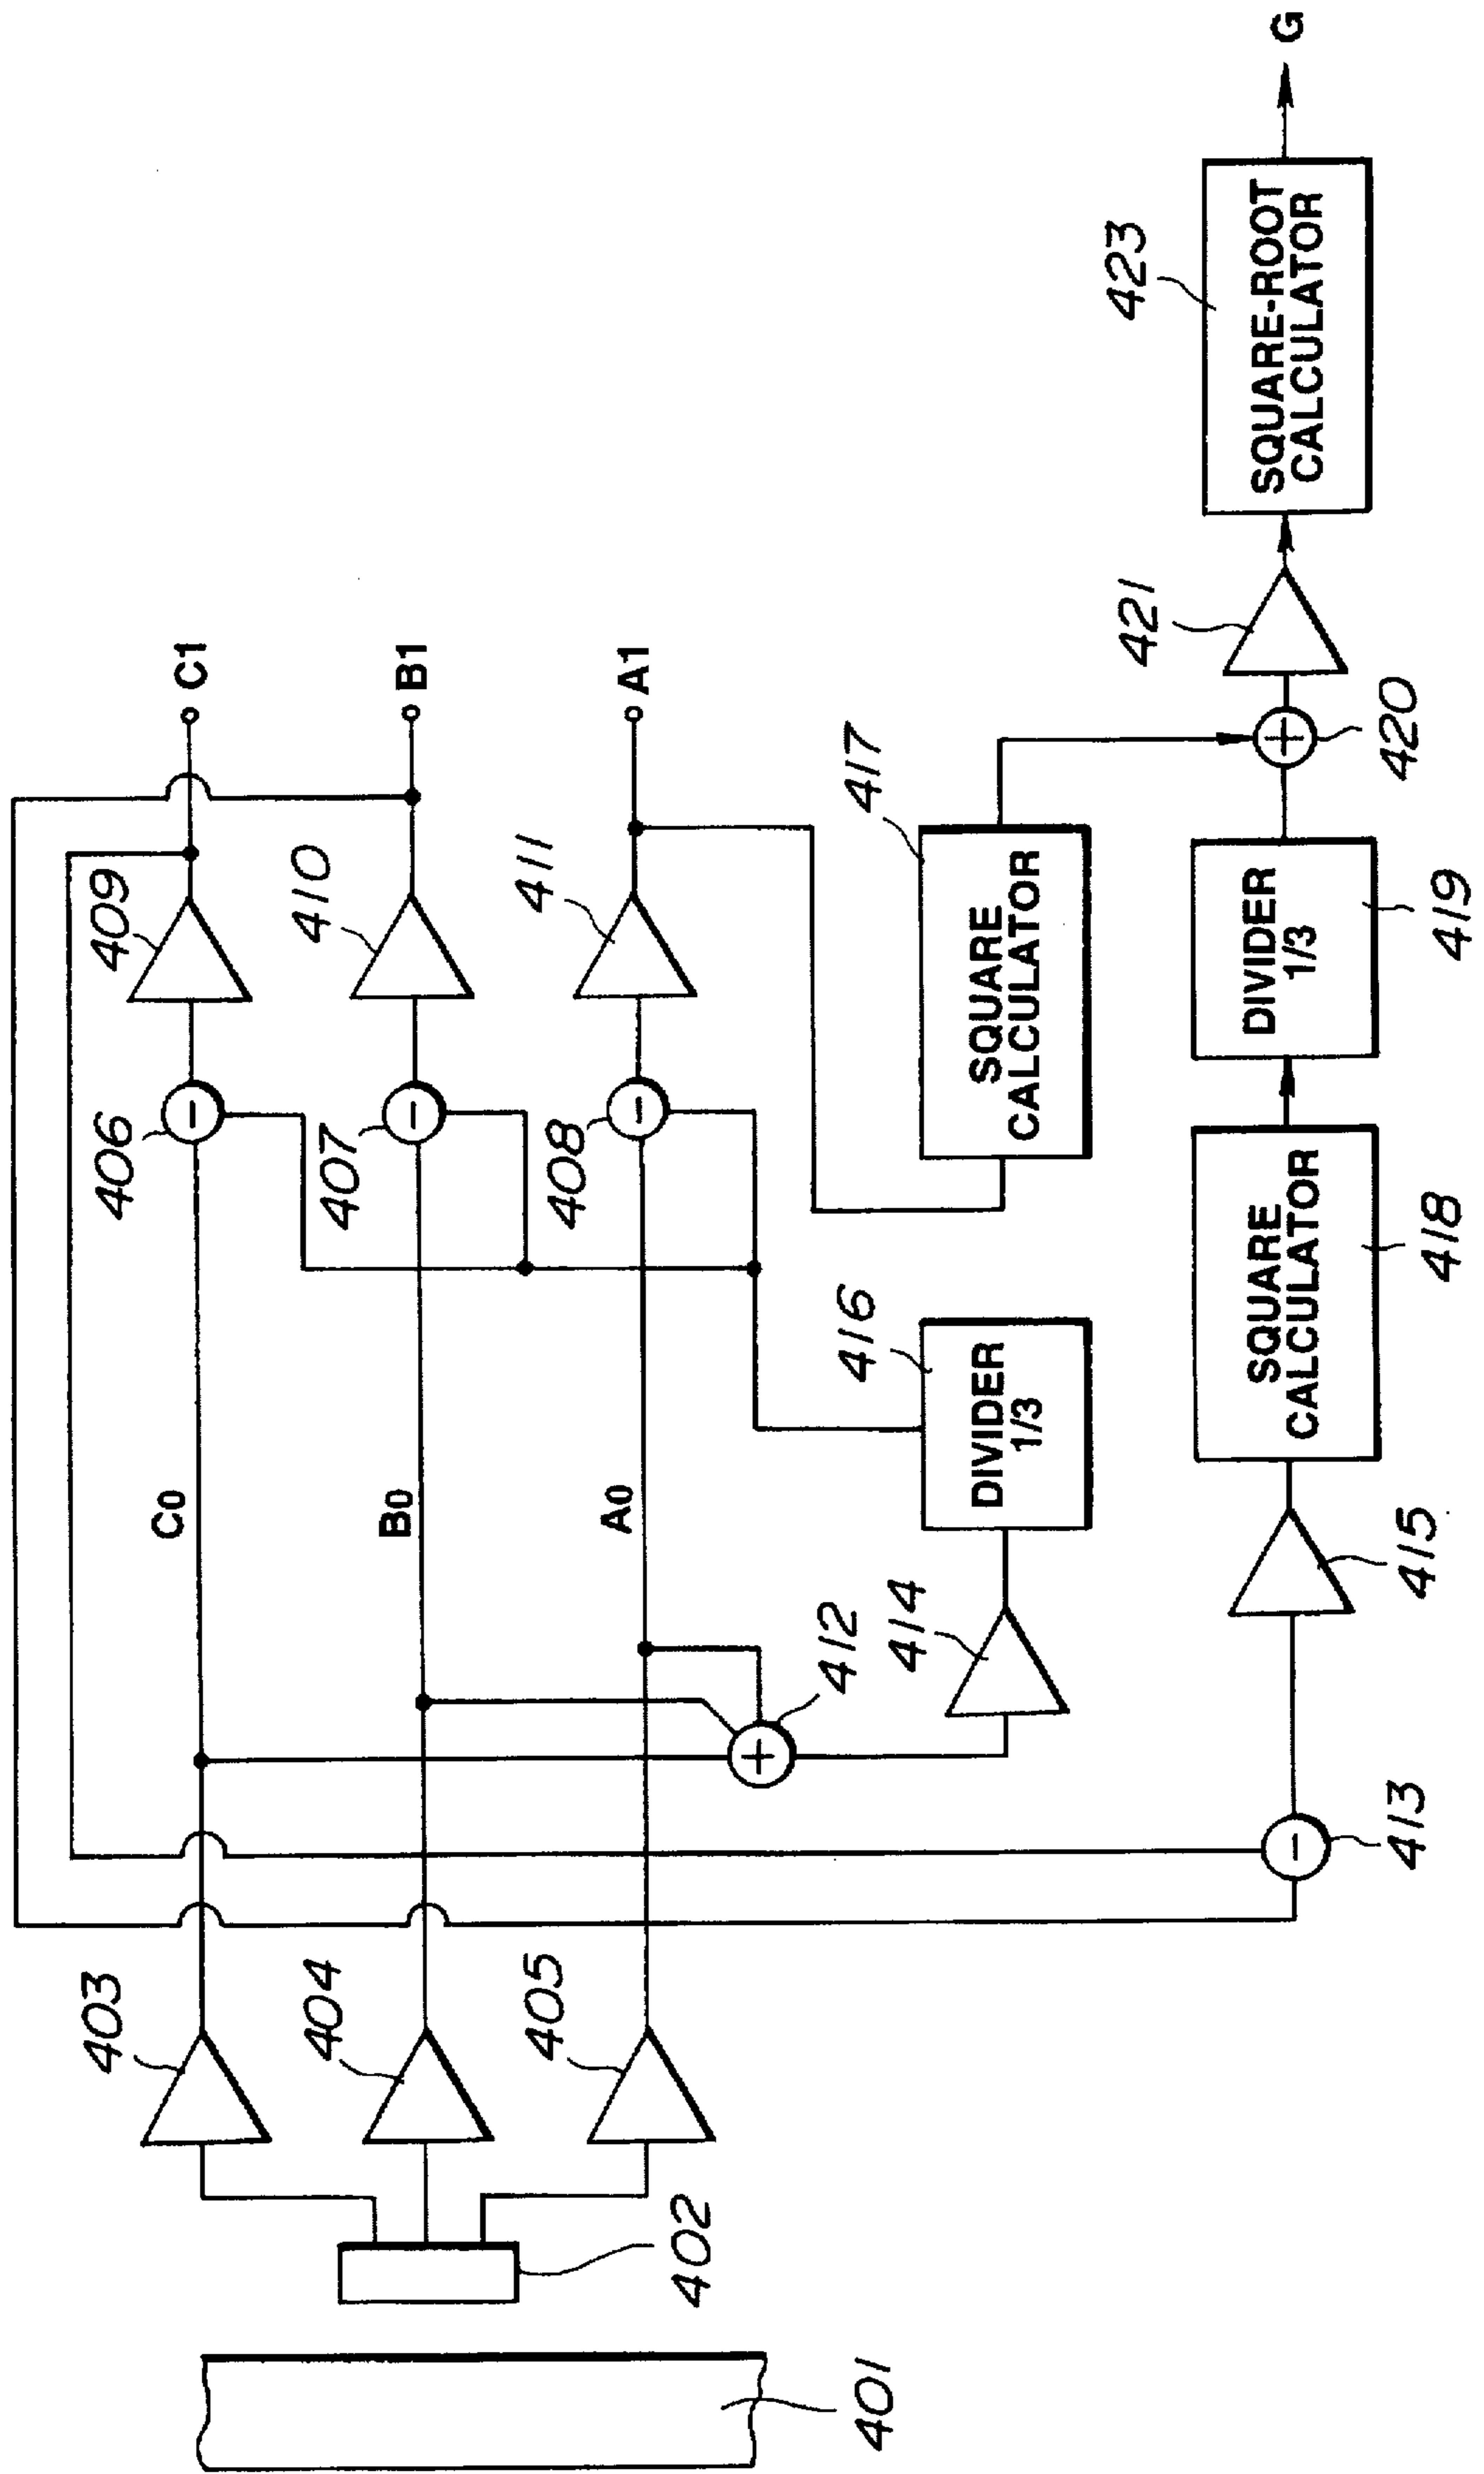 401
402
403
404
405
C0
B0
A0
406
407
408
409
410
411
C1
B1
A1
412
414
416
DIVIDER
1/3
417
SQUARE
CALCULATOR
413
415
418
SQUARE
CALCULATOR
419
DIVIDER
1/3
420
421
423
SQUARE-ROOT
CALCULATOR
G